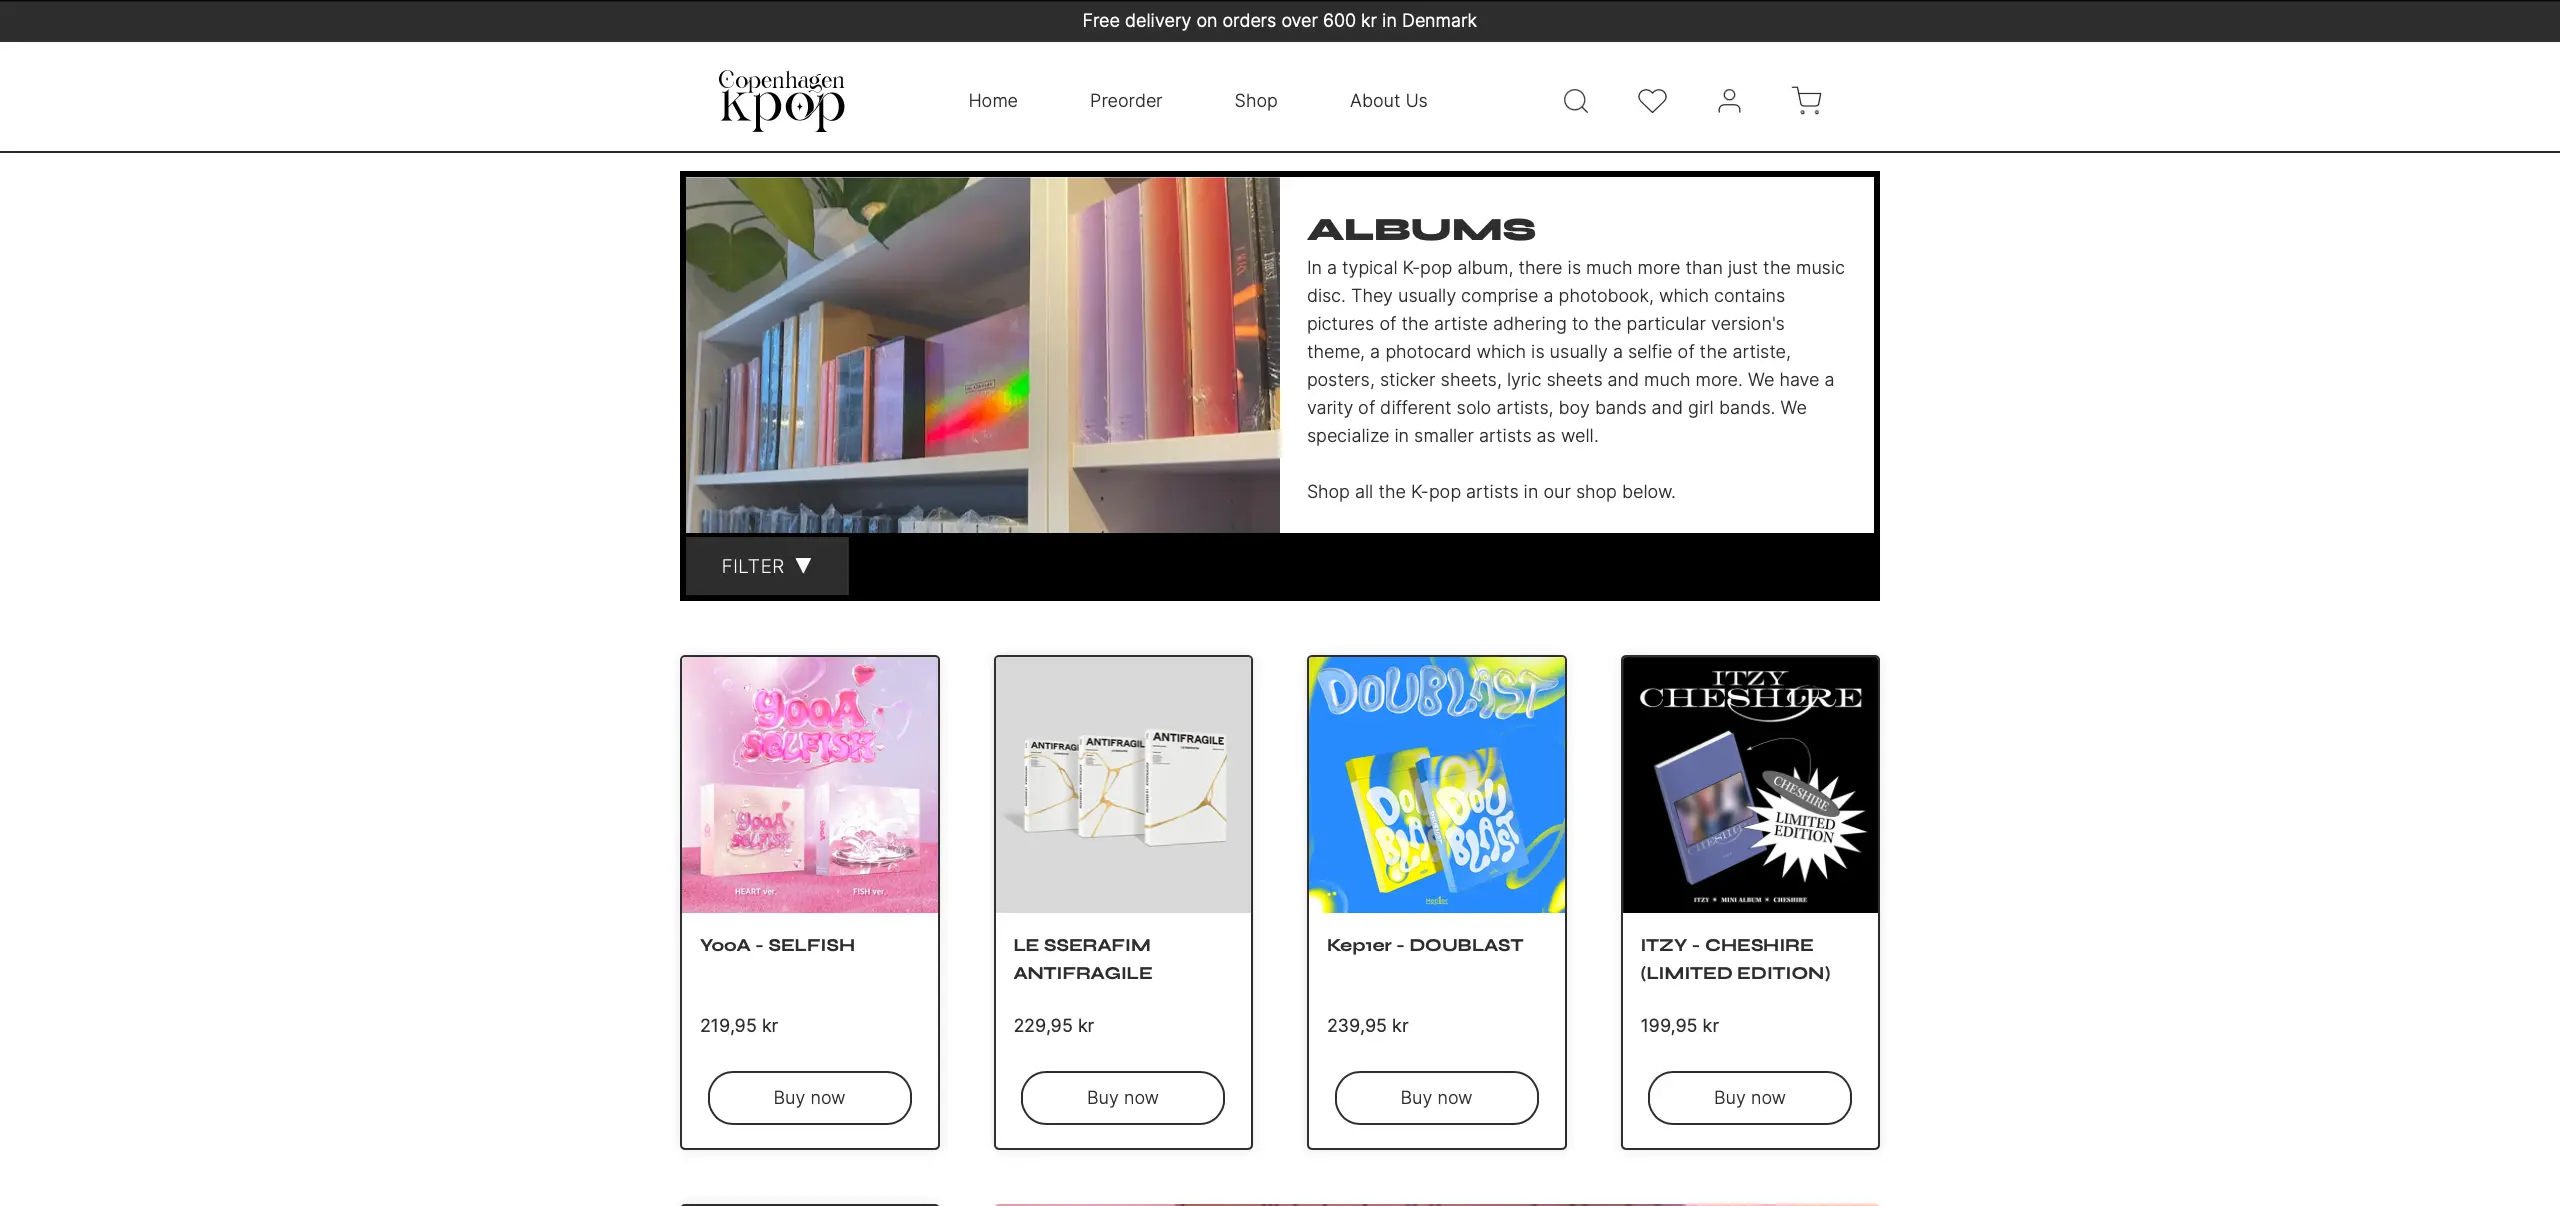 Free delivery on orders over 600 kr in Denmark
Copenhagen
kpop
Home
Preorder
Shop
About Us
ALBUMS
In a typical K-pop album, there is much more than just the music
disc. They usually comprise a photobook, which contains
pictures of the artiste adhering to the particular version's
theme, a photocard which is usually a selfie of the artiste,
posters, sticker sheets, lyric sheets and much more. We have a
varity of different solo artists, boy bands and girl bands. We
specialize in smaller artists as well.
Shop all the K-pop artists in our shop below.
FILTER ▼
YooA
SELFISH
YooA
SELFISH
HEART ver.
FISH ver.
ANTIFRAGIL
ANTIFRAGIL
ANTIFRAGILE
DOUBLAST
DOU
BLAST
Kep1er
ITZY
CHESHIRE
CHESHIRE
LIMITED
EDITION
ITZY ✶ MINI ALBUM ✶ CHESHIRE
YooA - SELFISH
219,95 kr
Buy now
LE SSERAFIM
ANTIFRAGILE
229,95 kr
Buy now
Kep1er - DOUBLAST
239,95 kr
Buy now
ITZY - CHESHIRE
(LIMITED EDITION)
199,95 kr
Buy now